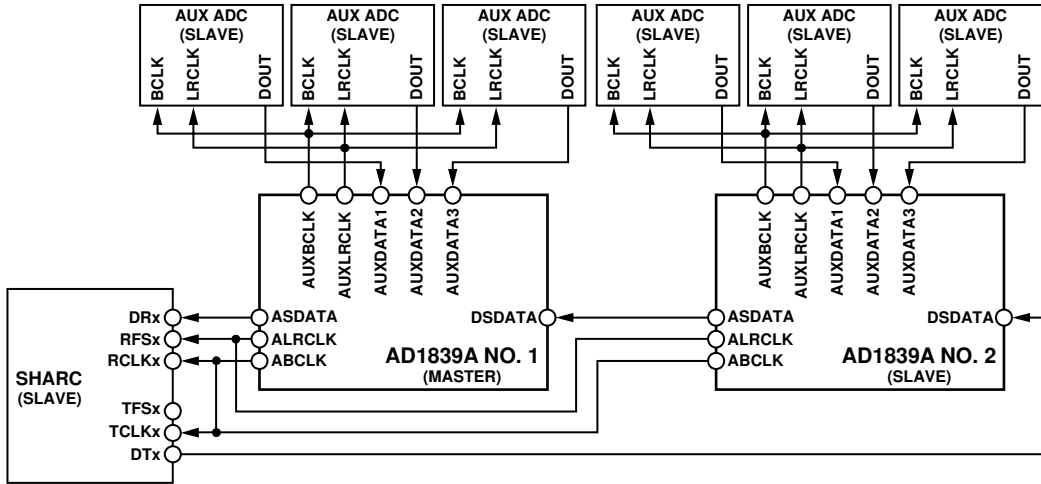 AUX ADC
(SLAVE)
BCLK
LRCLK
DOUT
AUX ADC
(SLAVE)
BCLK
LRCLK
DOUT
AUX ADC
(SLAVE)
BCLK
LRCLK
DOUT
AUX ADC
(SLAVE)
BCLK
LRCLK
DOUT
AUX ADC
(SLAVE)
BCLK
LRCLK
DOUT
AUX ADC
(SLAVE)
BCLK
LRCLK
DOUT
AUXBCLK
AUXLRCLK
AUXDATA1
AUXDATA2
AUXDATA3
ASDATA
ALRCLK
ABCLK
DSDATA
AD1839A NO. 1
(MASTER)
AUXBCLK
AUXLRCLK
AUXDATA1
AUXDATA2
AUXDATA3
ASDATA
ALRCLK
ABCLK
DSDATA
AD1839A NO. 2
(SLAVE)
SHARC
(SLAVE)
DRx
RFSx
RCLKx
TFSx
TCLKx
DTx